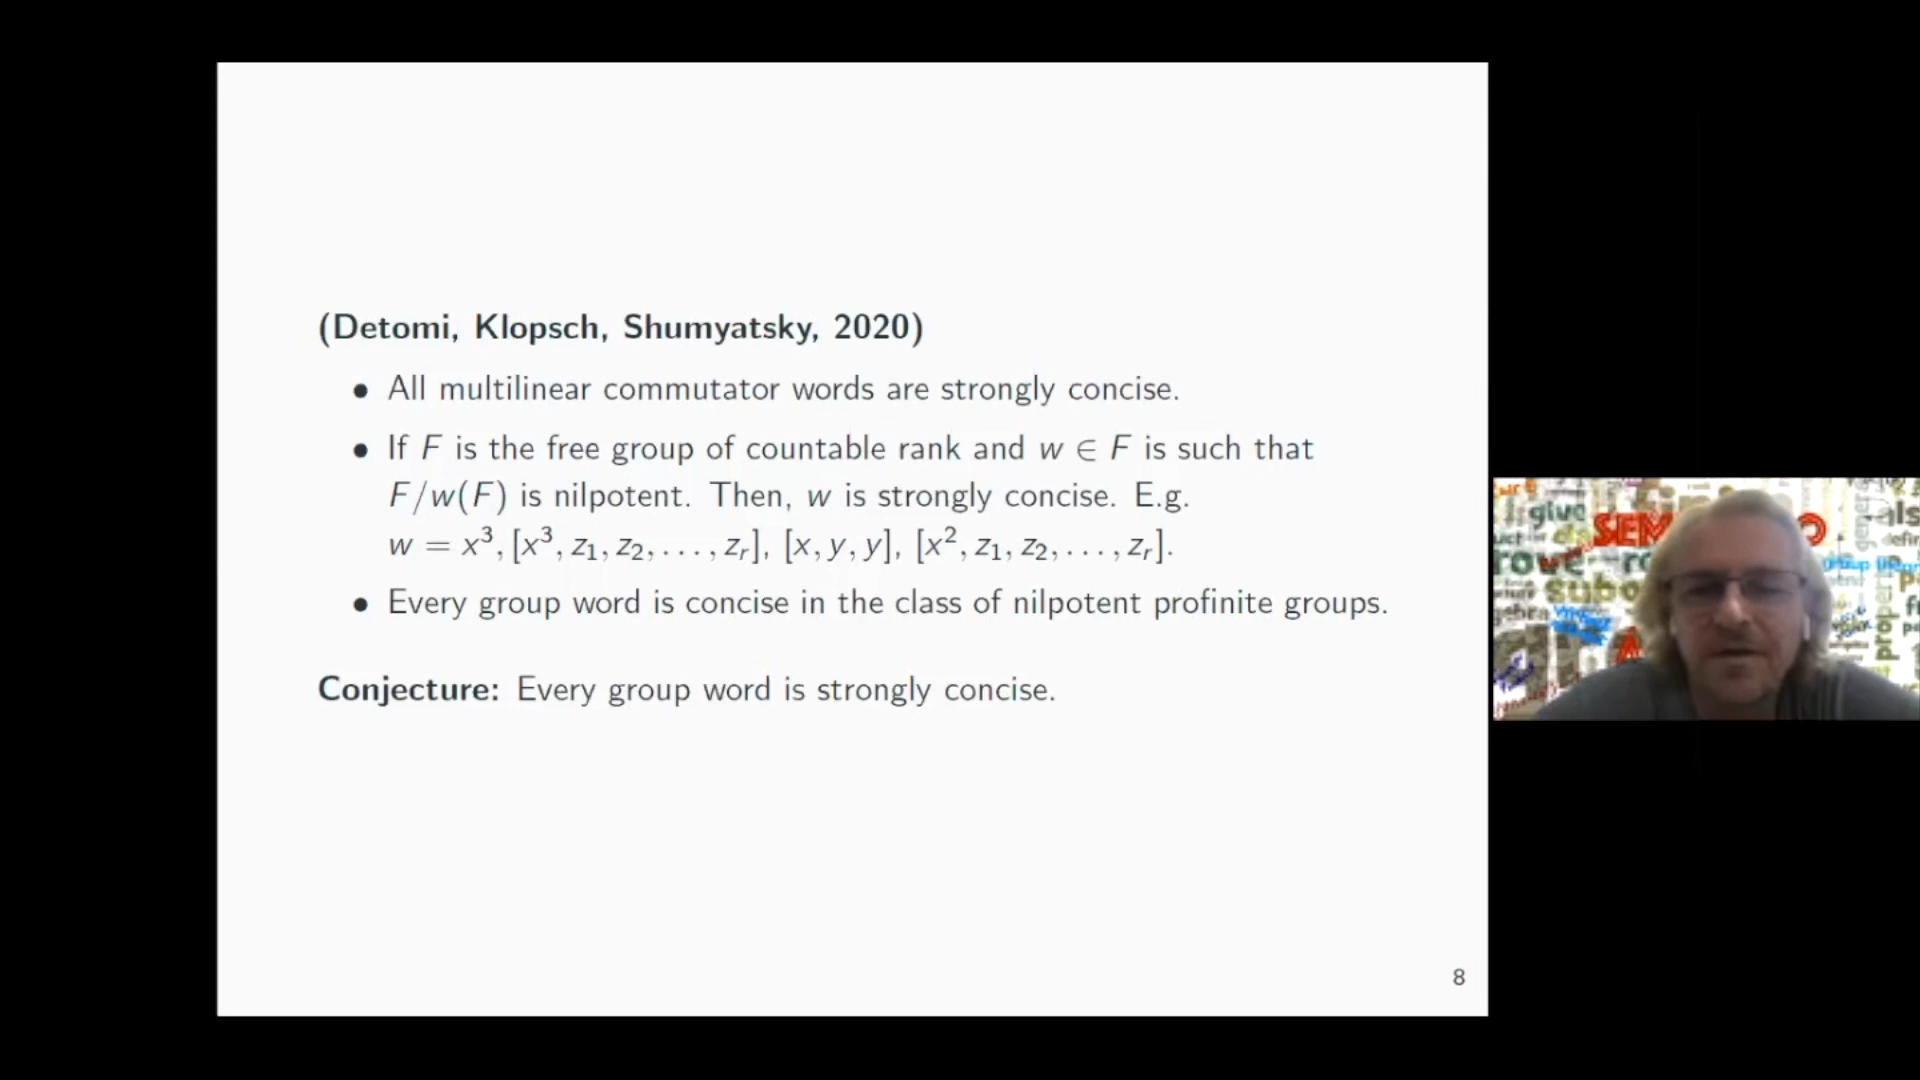 (Detomi, Klopsch, Shumyatsky, 2020)
• All multilinear commutator words are strongly concise.
• If F is the free group of countable rank and w ∈ F is such that
F/w(F) is nilpotent. Then, w is strongly concise. E.g.
w = x³, [x³, z₁, z₂, . . . , zᵣ], [x, y, y], [x², z₁, z₂, . . . , zᵣ].
• Every group word is concise in the class of nilpotent profinite groups.
Conjecture: Every group word is strongly concise.
8
give
SEM
subo